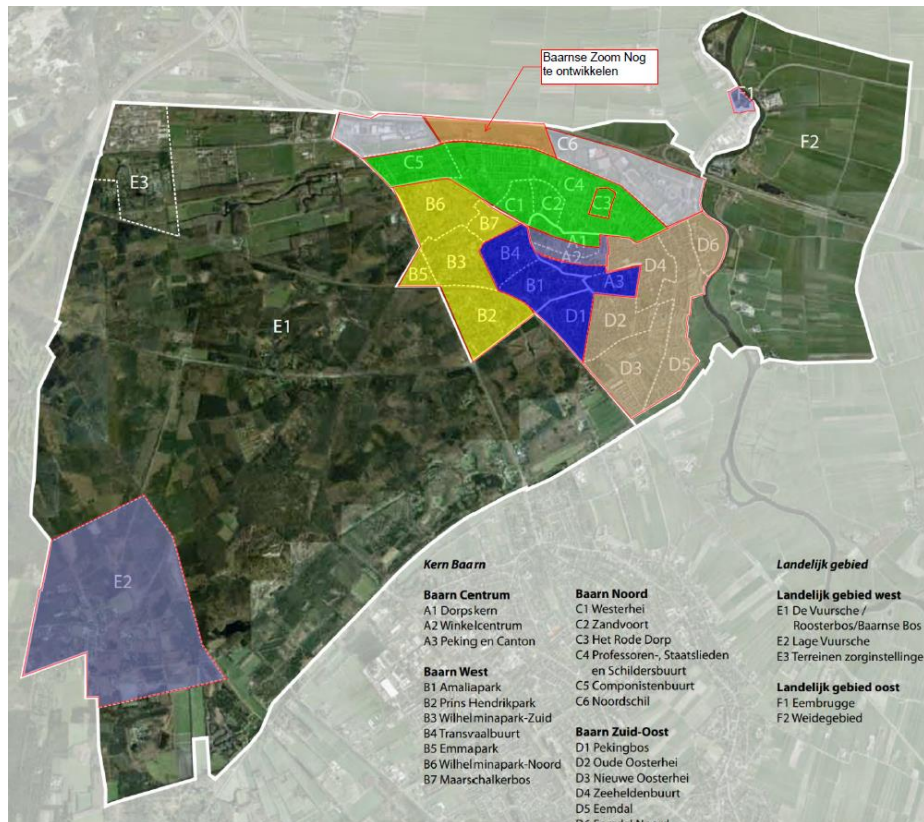 Baarnse Zoom Nog
te ontwikkelen
F1
F2
C6
E3
C5
C4
C1
C2
C3
B6
B7
A1
A2
D6
B4
B3
D4
B5
B1
A3
E1
B2
D1
D2
D3
D5
E2
Kern Baarn
Baarn Centrum
A1 Dorpskern
A2 Winkelcentrum
A3 Peking en Canton
Baarn West
B1 Amaliapark
B2 Prins Hendrikpark
B3 Wilhelminapark-Zuid
B4 Transvaalbuurt
B5 Emmapark
B6 Wilhelminapark-Noord
B7 Maarschalkerbos
Baarn Noord
C1 Westerhei
C2 Zandvoort
C3 Het Rode Dorp
C4 Professoren-, Staatslieden
en Schildersbuurt
C5 Componistenbuurt
C6 Noordschil
Baarn Zuid-Oost
D1 Pekingbos
D2 Oude Oosterhei
D3 Nieuwe Oosterhei
D4 Zeeheldenbuurt
D5 Eemdal
Landelijk gebied
Landelijk gebied west
E1 De Vuursche /
Roosterbos/Baarnse Bos
E2 Lage Vuursche
E3 Terreinen zorginstellinge
Landelijk gebied oost
F1 Eembrugge
F2 Weidegebied